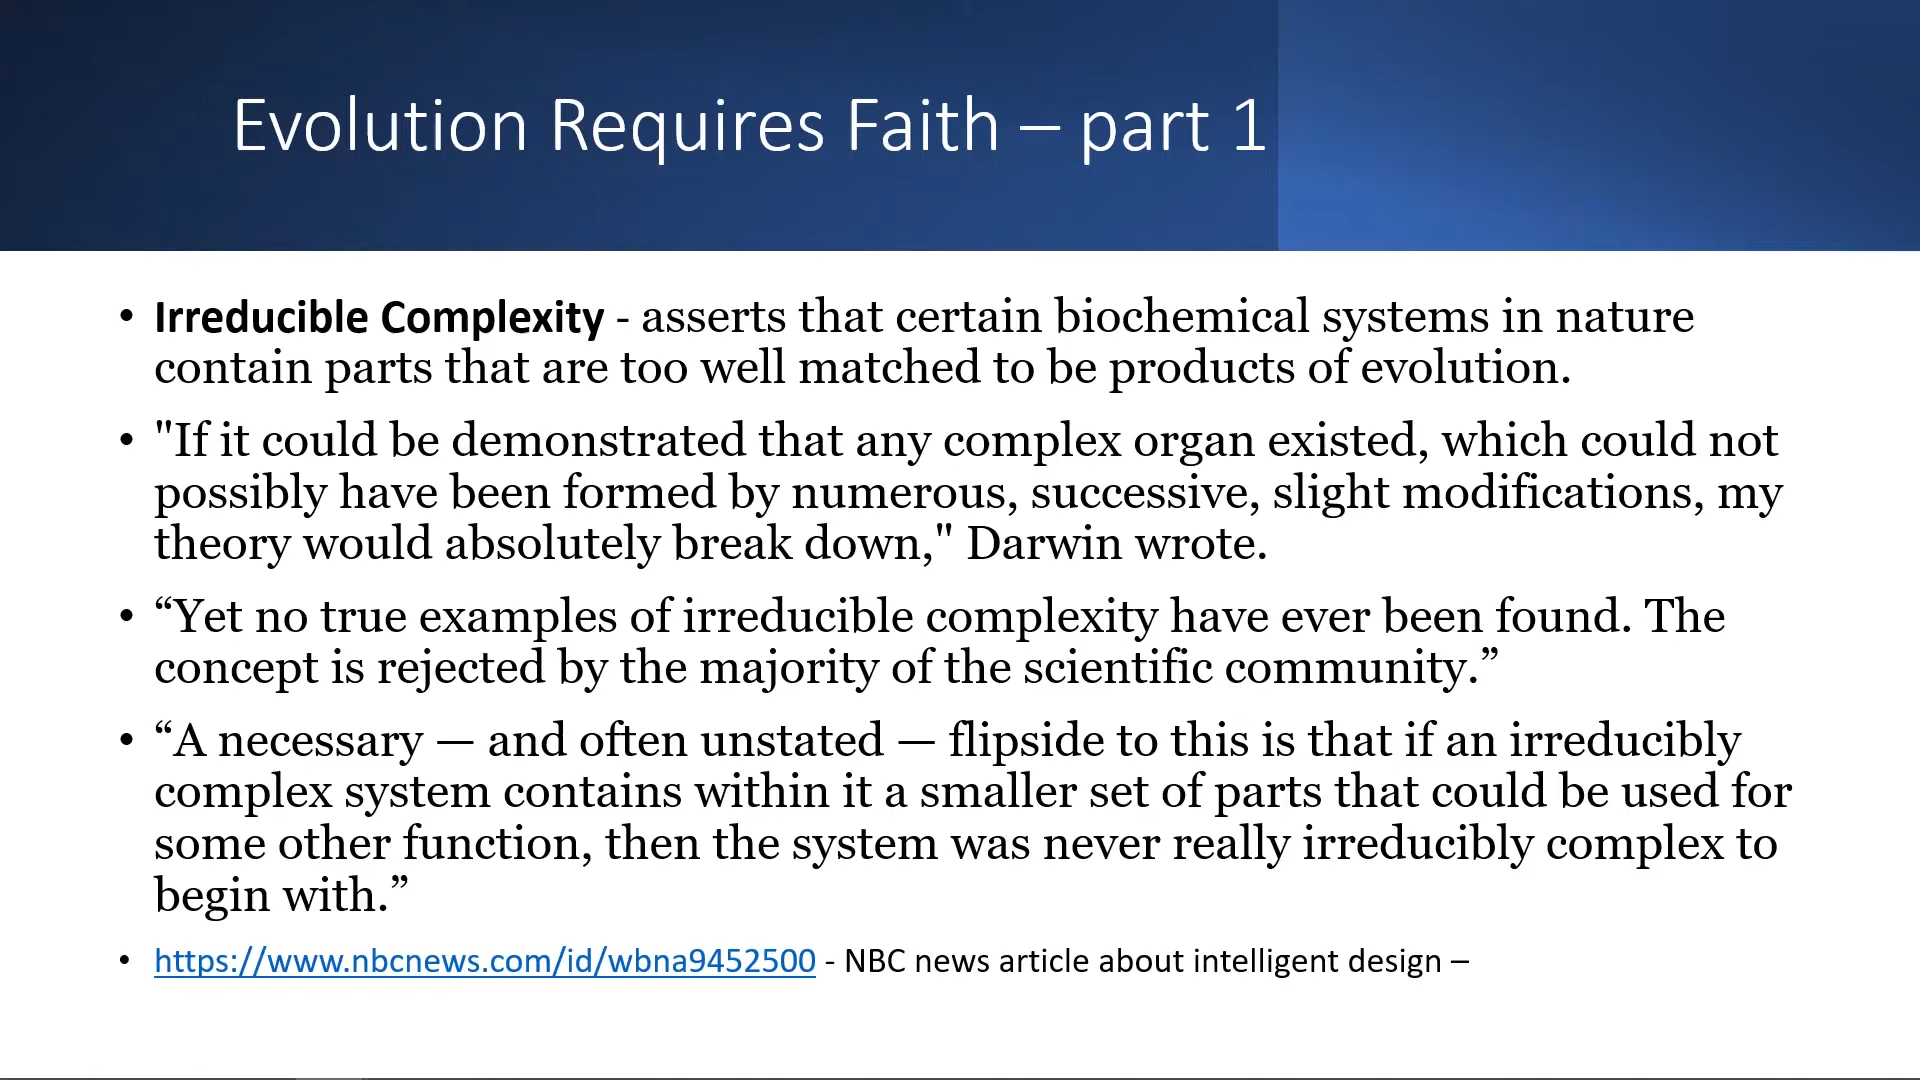 Evolution Requires Faith – part 1
• Irreducible Complexity - asserts that certain biochemical systems in nature
contain parts that are too well matched to be products of evolution.
• "If it could be demonstrated that any complex organ existed, which could not
possibly have been formed by numerous, successive, slight modifications, my
theory would absolutely break down," Darwin wrote.
• “Yet no true examples of irreducible complexity have ever been found. The
concept is rejected by the majority of the scientific community.”
• “A necessary — and often unstated — flipside to this is that if an irreducibly
complex system contains within it a smaller set of parts that could be used for
some other function, then the system was never really irreducibly complex to
begin with.”
• https://www.nbcnews.com/id/wbna9452500 - NBC news article about intelligent design –